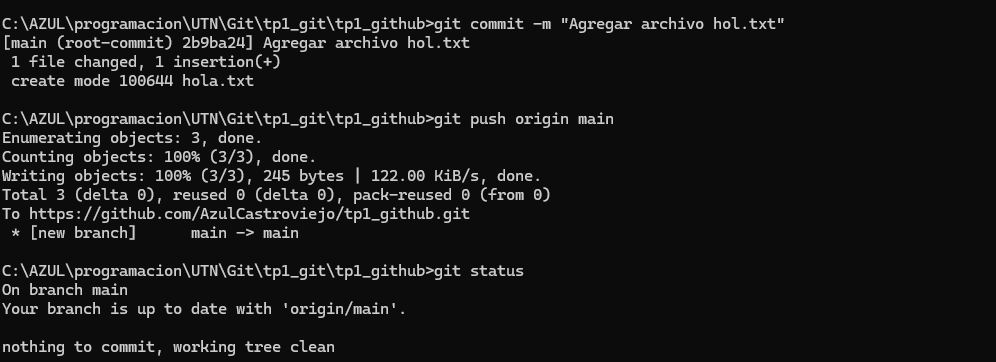 C:\AZUL\programacion\UTN\Git\tp1_git\tp1_github>git commit -m "Agregar archivo hol.txt"
[main (root-commit) 2b9ba24] Agregar archivo hol.txt
 1 file changed, 1 insertion(+)
 create mode 100644 hola.txt

C:\AZUL\programacion\UTN\Git\tp1_git\tp1_github>git push origin main
Enumerating objects: 3, done.
Counting objects: 100% (3/3), done.
Writing objects: 100% (3/3), 245 bytes | 122.00 KiB/s, done.
Total 3 (delta 0), reused 0 (delta 0), pack-reused 0 (from 0)
To https://github.com/AzulCastroviejo/tp1_github.git
 * [new branch]      main -> main

C:\AZUL\programacion\UTN\Git\tp1_git\tp1_github>git status
On branch main
Your branch is up to date with 'origin/main'.

nothing to commit, working tree clean